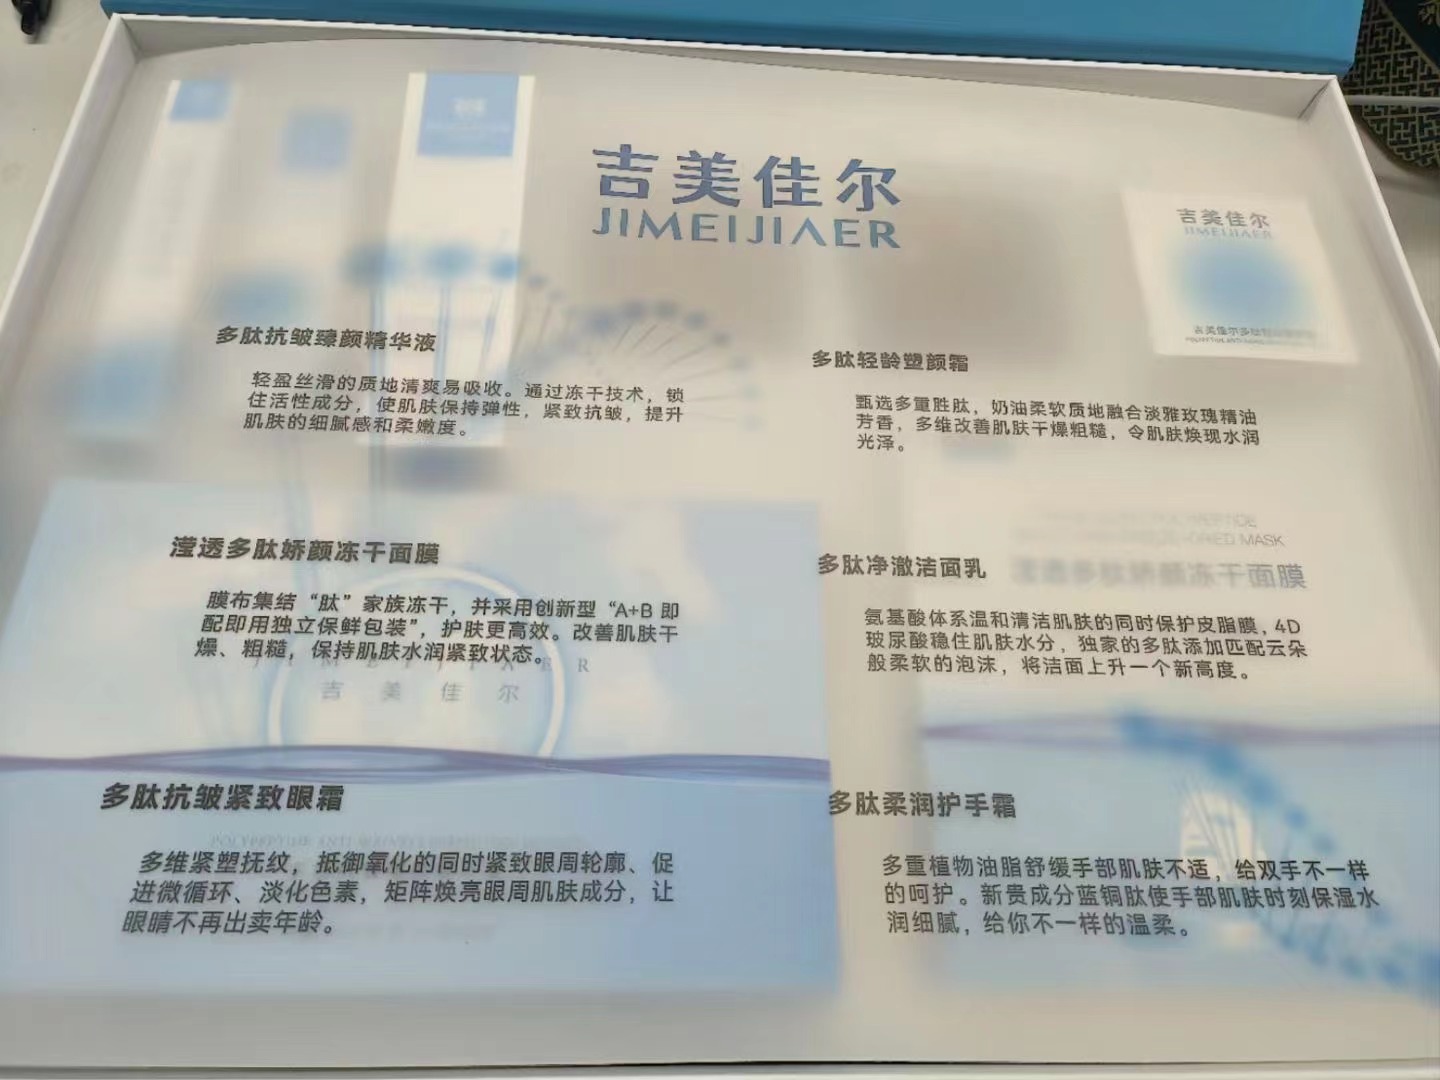 吉美佳尔
JIMEIJIAER
吉美佳尔
JIMEIJIAER
吉美佳尔多肽
多肽抗皱臻颜精华液
轻盈丝滑的质地清爽易吸收。通过冻干技术，锁
住活性成分，使肌肤保持弹性，紧致抗皱，提升
肌肤的细腻感和柔嫩度。
多肽轻龄塑颜霜
甄选多重胜肽，奶油柔软质地融合淡雅玫瑰精油
芳香，多维改善肌肤干燥粗糙，令肌肤焕现水润
光泽。
滢透多肽娇颜冻干面膜
膜布集结“肽”家族冻干，并采用创新型“A+B 即
配即用独立保鲜包装”，护肤更高效。改善肌肤干
燥、粗糙，保持肌肤水润紧致状态。
JIMEIJIAER
吉美佳尔
多肽净澈洁面乳
氨基酸体系温和清洁肌肤的同时保护皮脂膜，4D
玻尿酸稳住肌肤水分，独家的多肽添加匹配云朵
般柔软的泡沫，将洁面上升一个新高度。
MASK
滢透多肽娇颜冻干面膜
多肽抗皱紧致眼霜
多维紧塑抚纹，抵御氧化的同时紧致眼周轮廓、促
进微循环、淡化色素，矩阵焕亮眼周肌肤成分，让
眼睛不再出卖年龄。
多肽柔润护手霜
多重植物油脂舒缓手部肌肤不适，给双手不一样
的呵护。新贵成分蓝铜肽使手部肌肤时刻保湿水
润细腻，给你不一样的温柔。